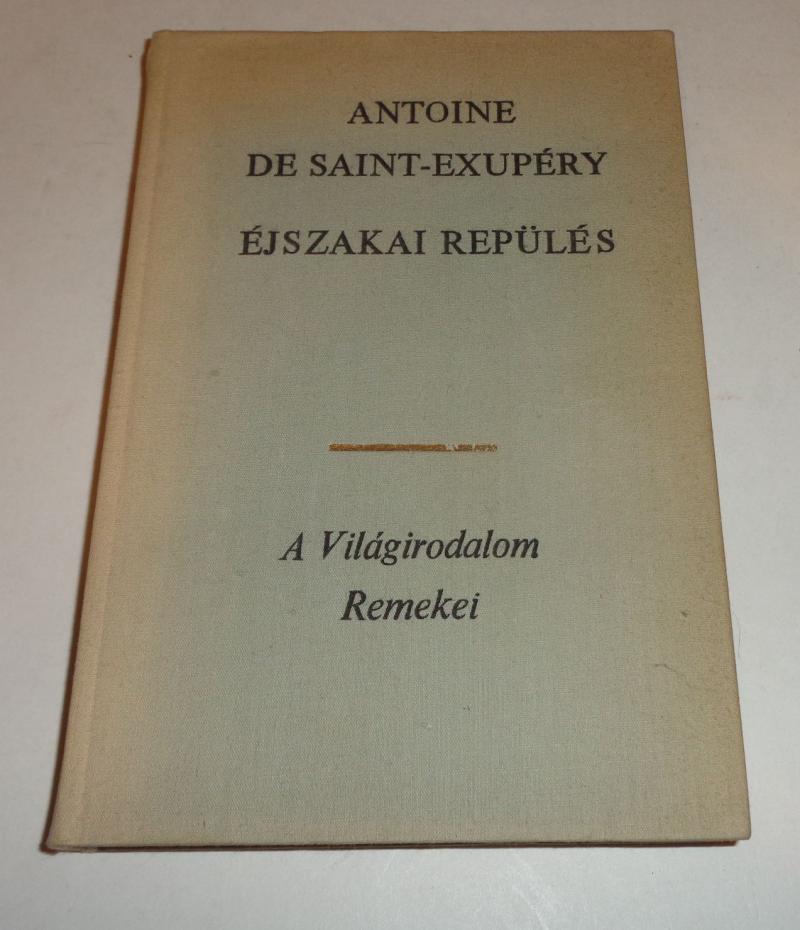 ANTOINE
DE SAINT-EXUPÉRY
ÉJSZAKAI REPÜLÉS
A Világirodalom
Remekei